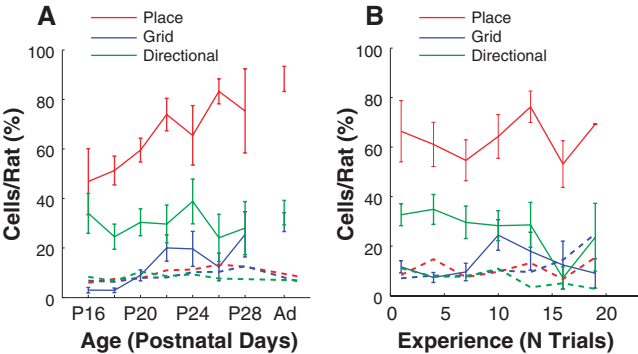 A
Place
Grid
Directional
Cells/Rat (%)
100
80
60
40
20
0
P16
P20
P24
P28
Ad
Age (Postnatal Days)
B
Place
Grid
Directional
Cells/Rat (%)
100
80
60
40
20
0
0
5
10
15
20
Experience (N Trials)